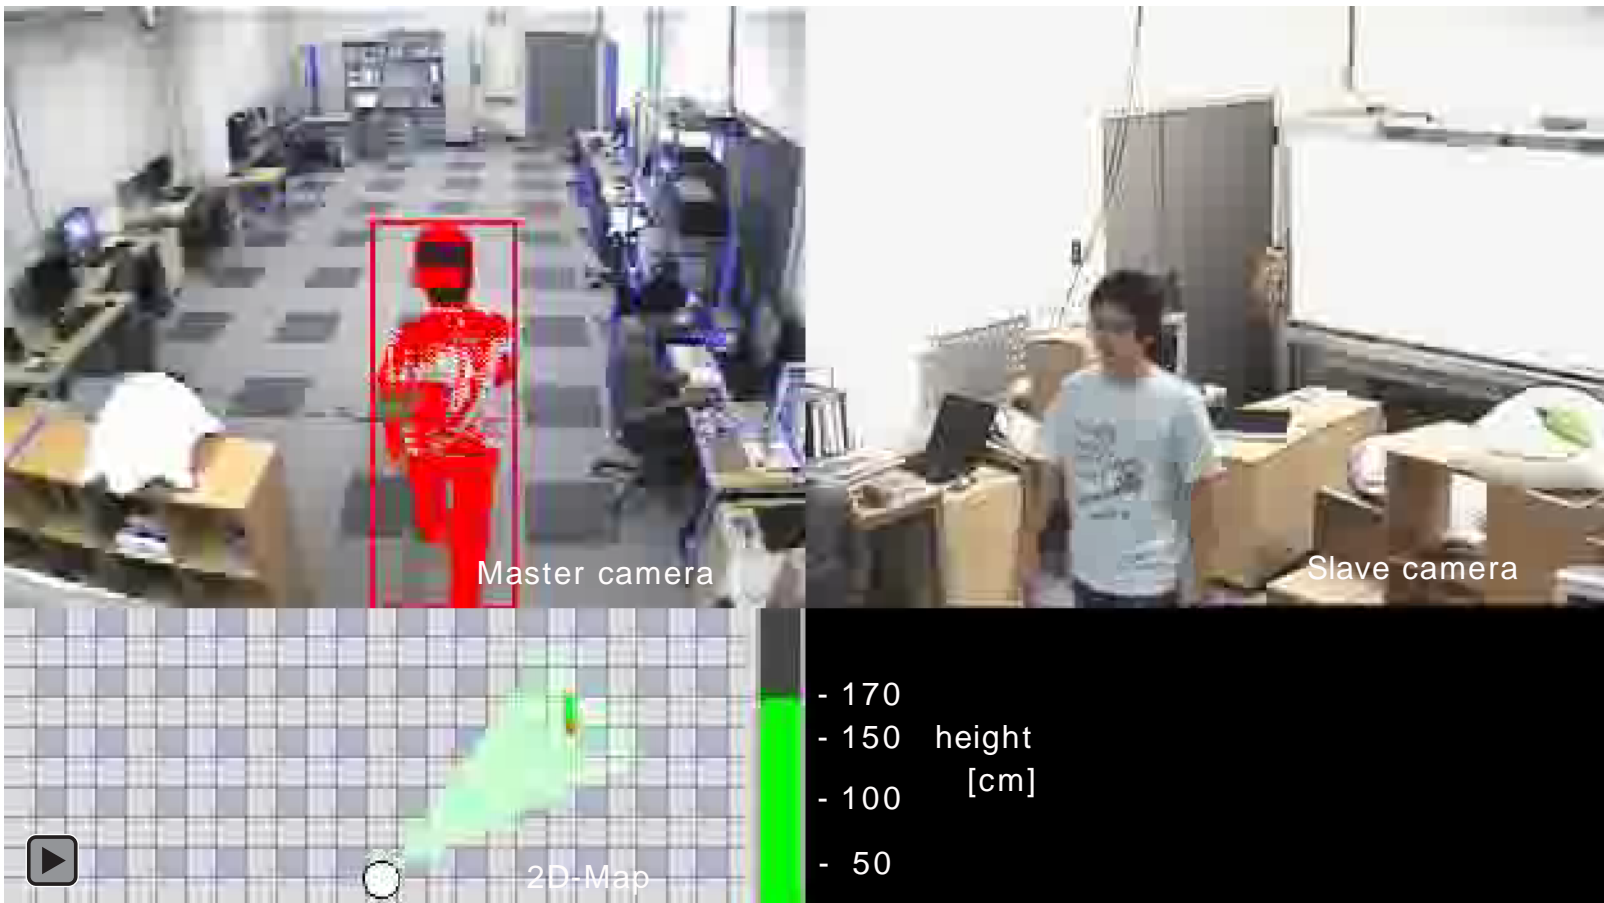 Master camera
Slave camera
- 170
- 150 height
[cm]
- 100
- 50
2D-Map